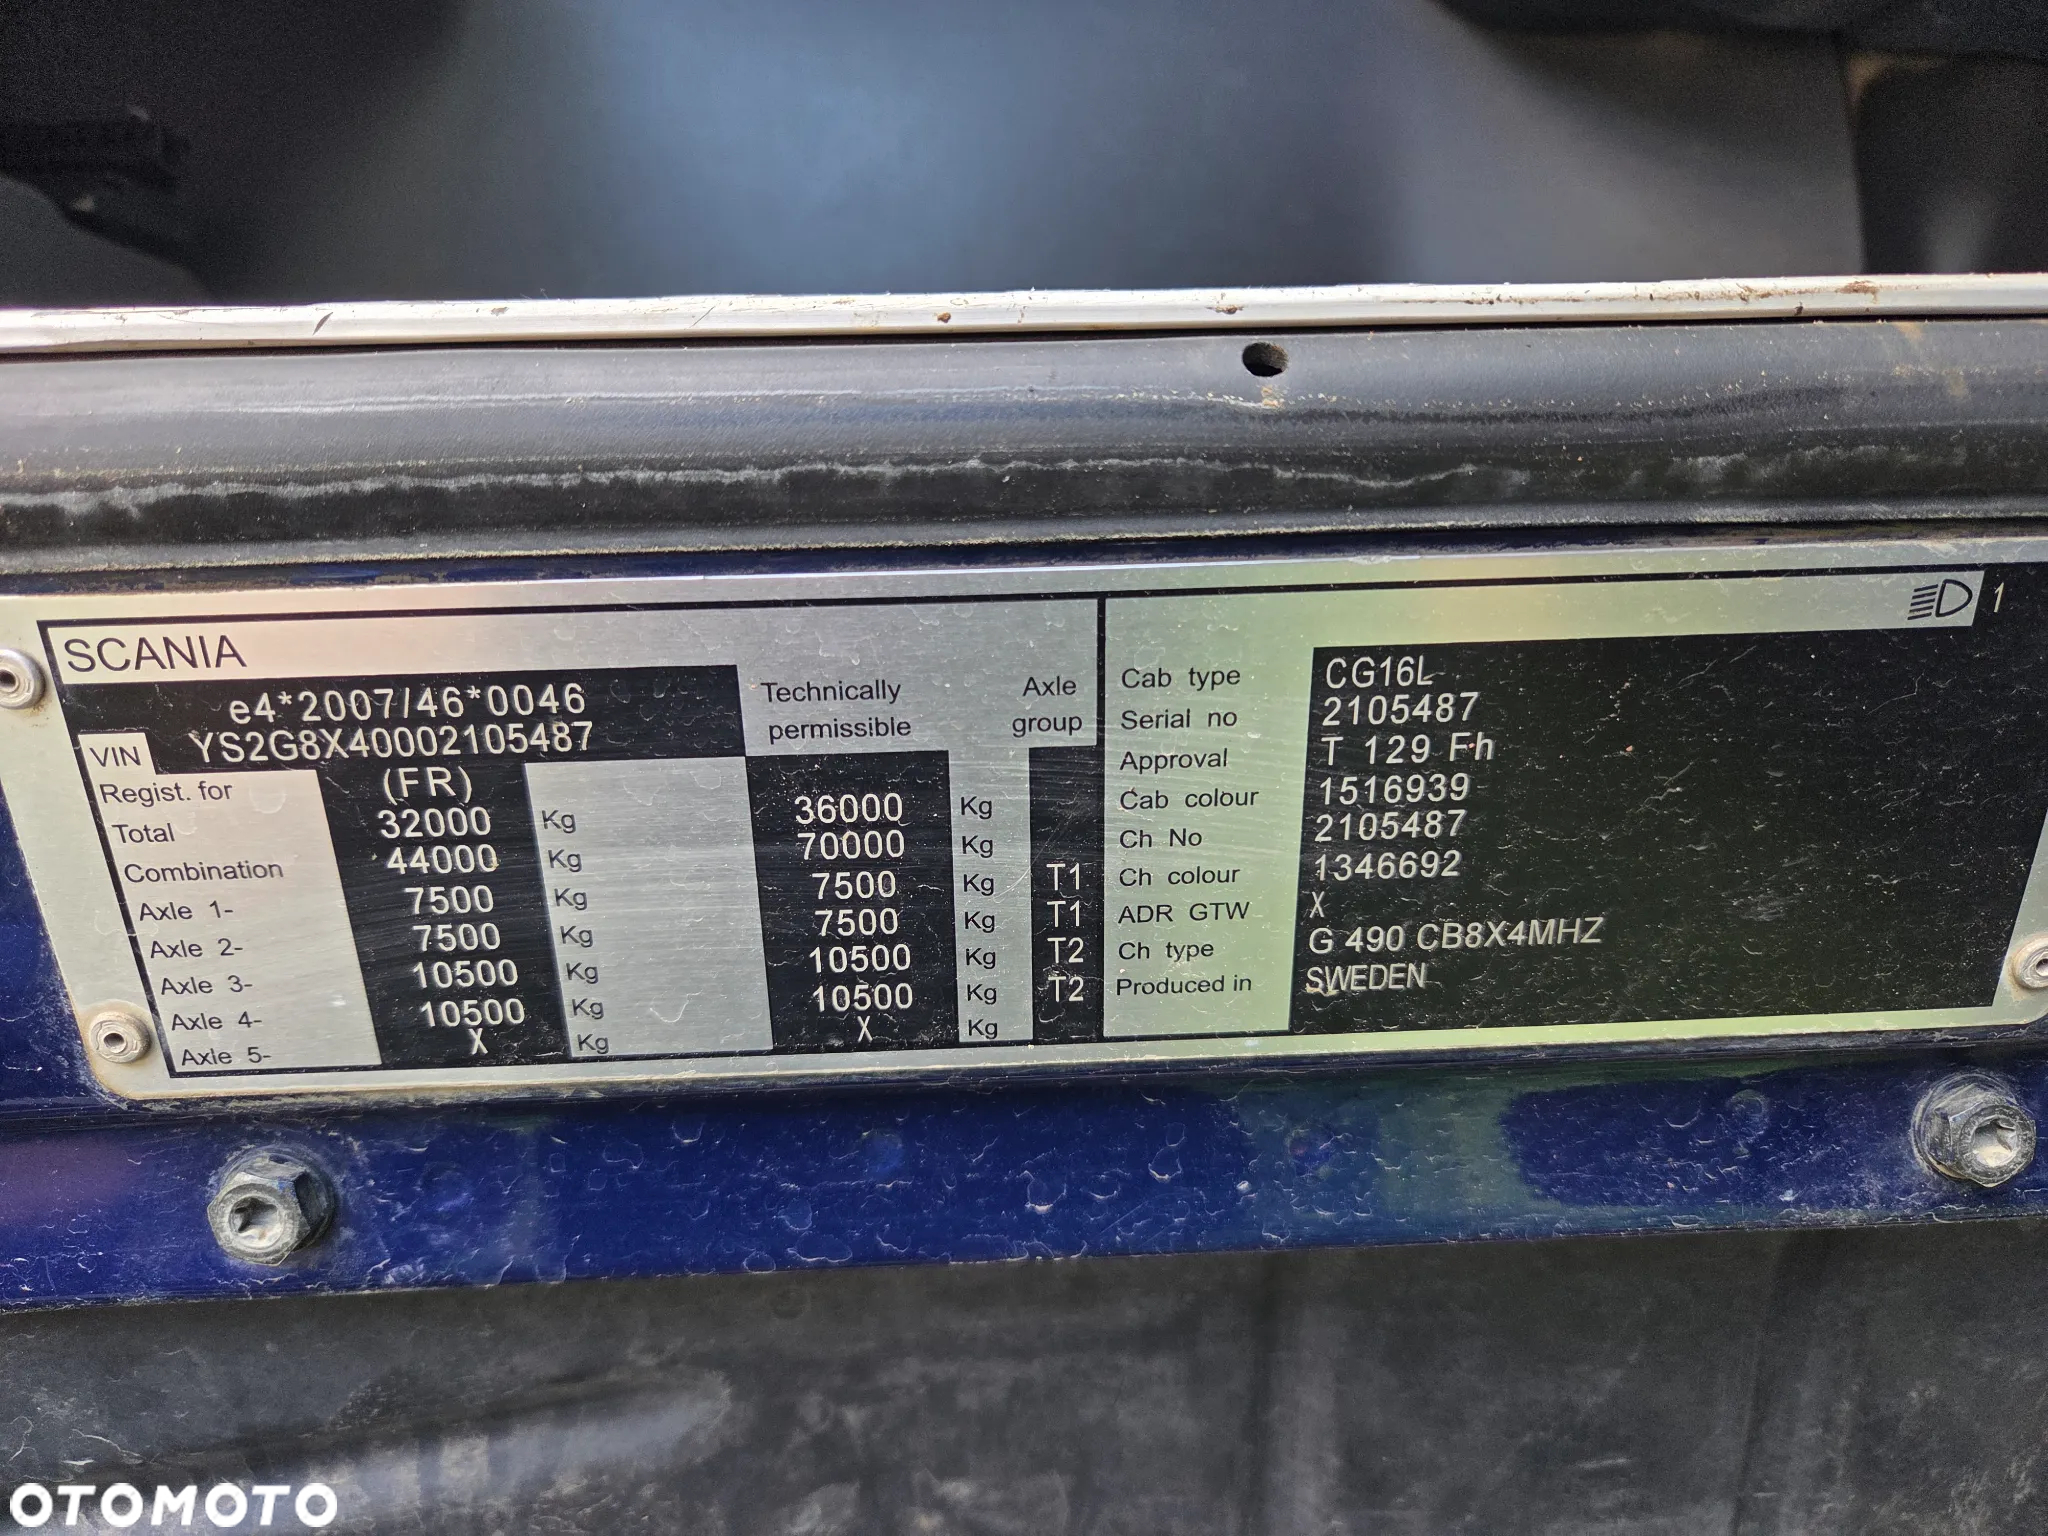 SCANIA
e4*2007/46*0046
VIN YS2G8X40002105487
Technically permissible
Axle group
Regist. for (FR)
Total 32000 Kg 36000 Kg
Combination 44000 Kg 70000 Kg
Axle 1- 7500 Kg 7500 Kg T1
Axle 2- 7500 Kg 7500 Kg T1
Axle 3- 10500 Kg 10500 Kg T2
Axle 4- 10500 Kg 10500 Kg T2
Axle 5- X Kg X Kg
1
Cab type CG16L
Serial no 2105487
Approval T 129 Fh
Cab colour 1516939
Ch No 2105487
Ch colour 1346692
ADR GTW X
Ch type G 490 CB8X4MHZ
Produced in SWEDEN
OTOMOTO